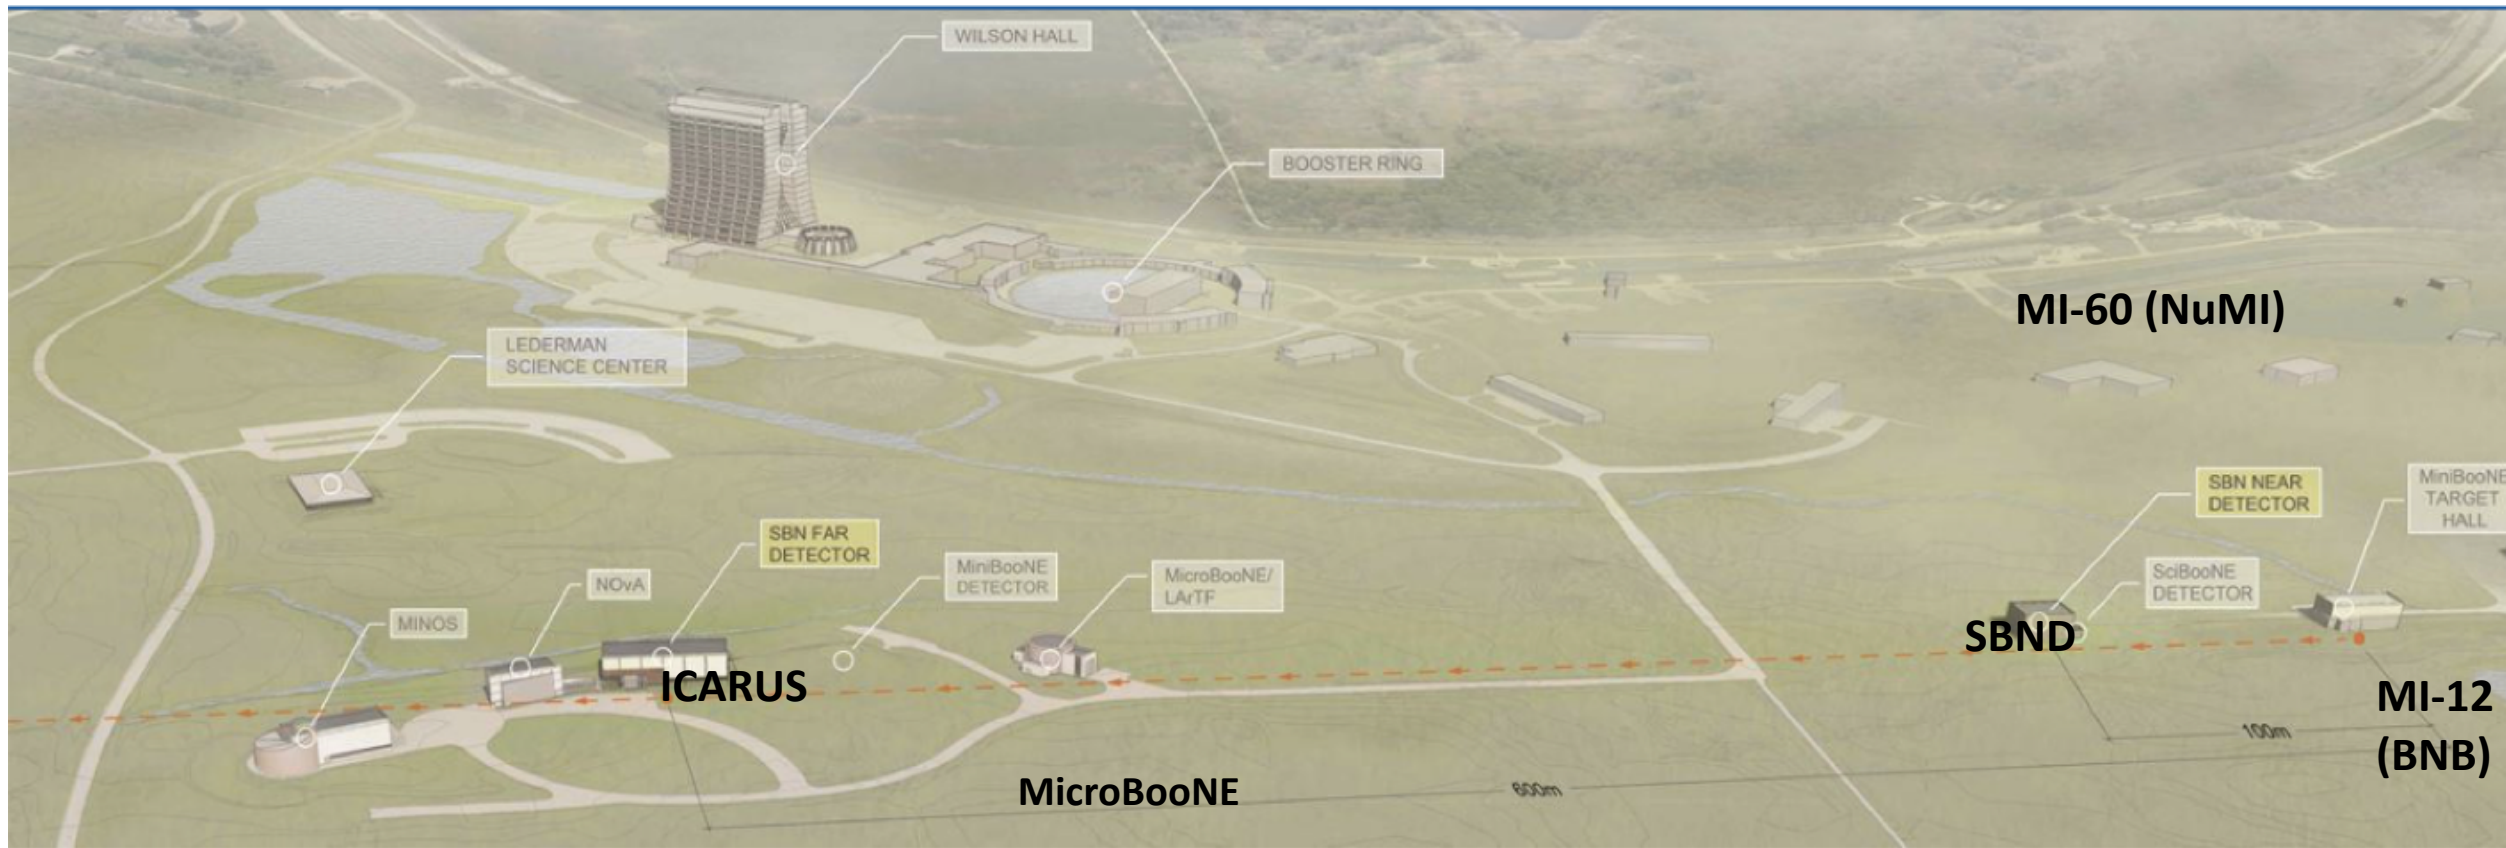 WILSON HALL
BOOSTER RING
MI-60 (NuMI)
LEDERMAN
SCIENCE CENTER
SBN NEAR
DETECTOR
MiniBooNE
TARGET
HALL
SBN FAR
DETECTOR
MiniBooNE
DETECTOR
MicroBooNE/
LArTF
SciBooNE
DETECTOR
NOvA
MINOS
SBND
ICARUS
MI-12
(BNB)
100m
MicroBooNE
600m